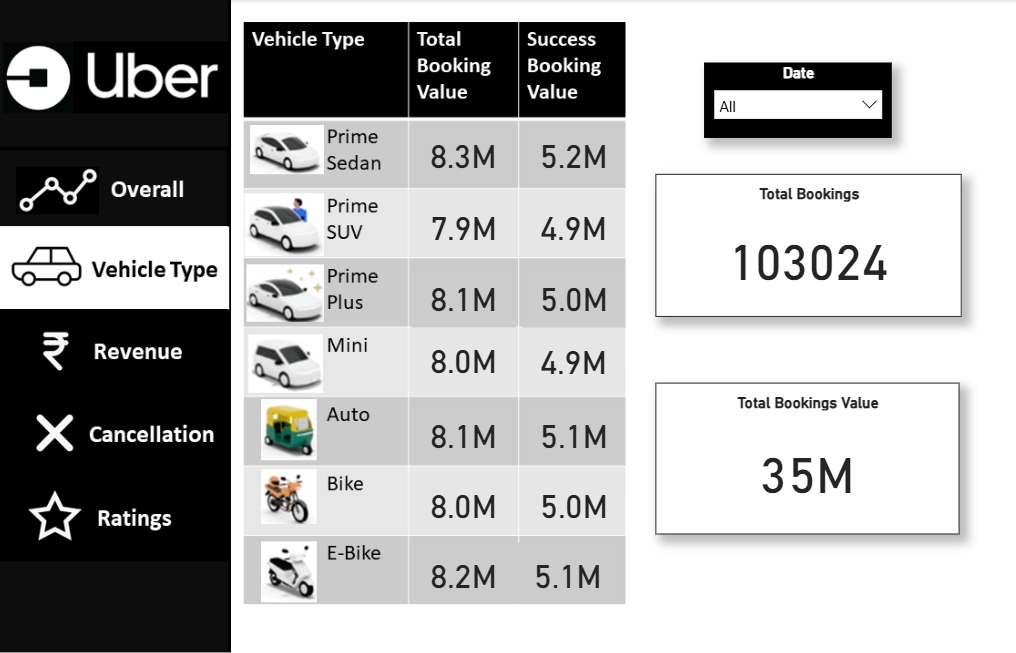 Uber
Overall
Vehicle Type
Revenue
Cancellation
Ratings
Vehicle Type
Total
Booking
Value
Success
Booking
Value
Prime
Sedan
8.3M
5.2M
Prime
SUV
7.9M
4.9M
Prime
Plus
8.1M
5.0M
Mini
8.0M
4.9M
Auto
8.1M
5.1M
Bike
8.0M
5.0M
E-Bike
8.2M
5.1M
Date
All
Total Bookings
103024
Total Bookings Value
35M